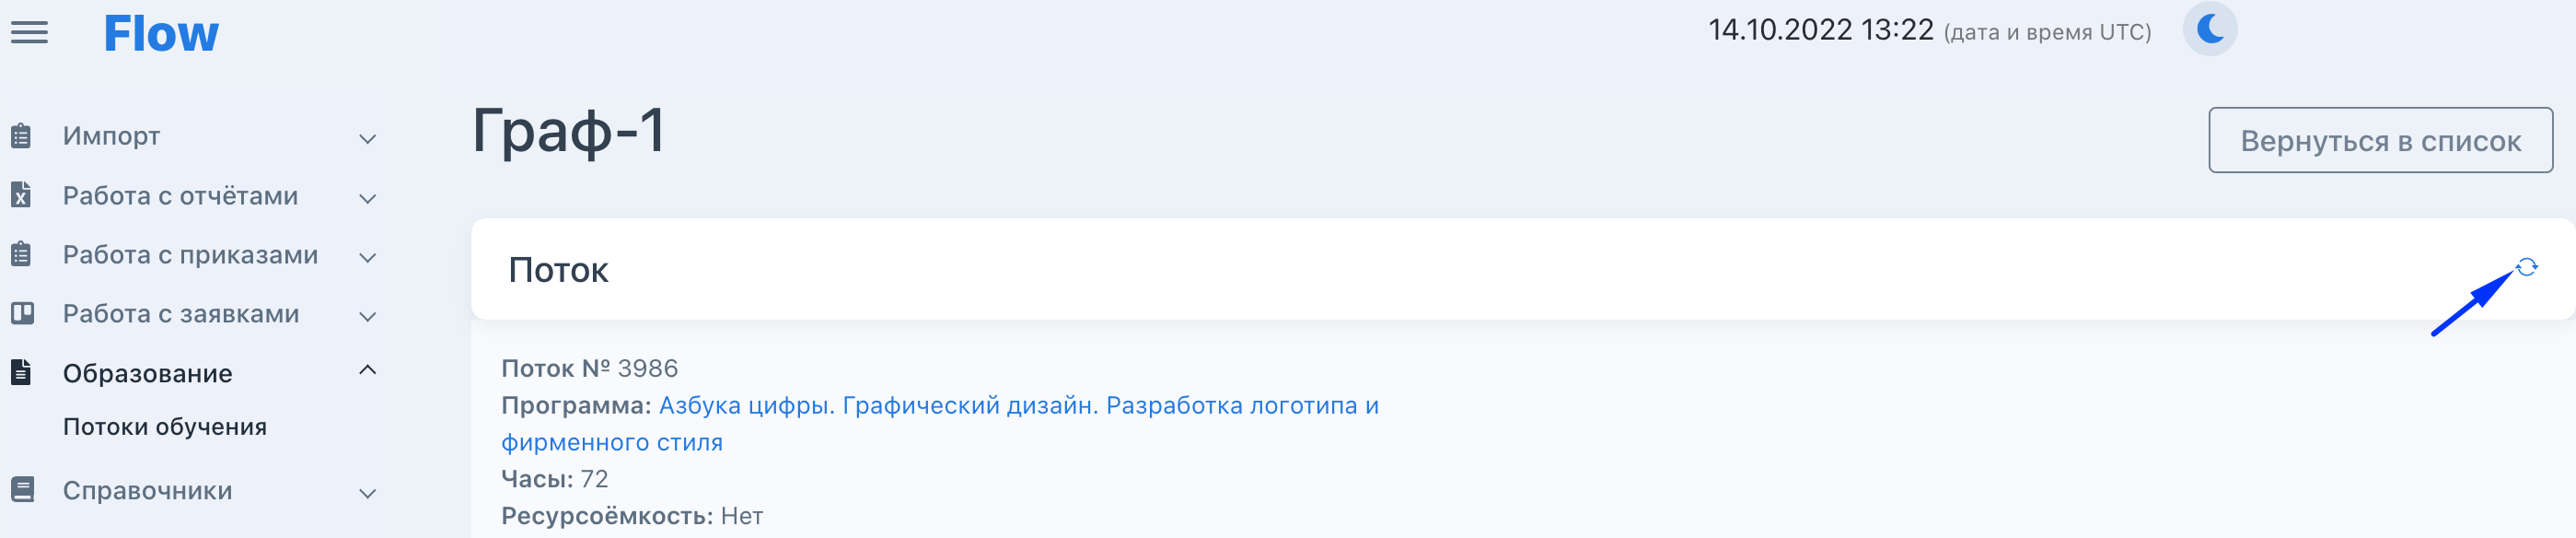 Flow
14.10.2022 13:22 (дата и время UTC)
Импорт
Работа с отчётами
Работа с приказами
Работа с заявками
Образование
Потоки обучения
Справочники
Граф-1
Вернуться в список
Поток
Поток № 3986
Программа: Азбука цифры. Графический дизайн. Разработка логотипа и
фирменного стиля
Часы: 72
Ресурсоёмкость: Нет